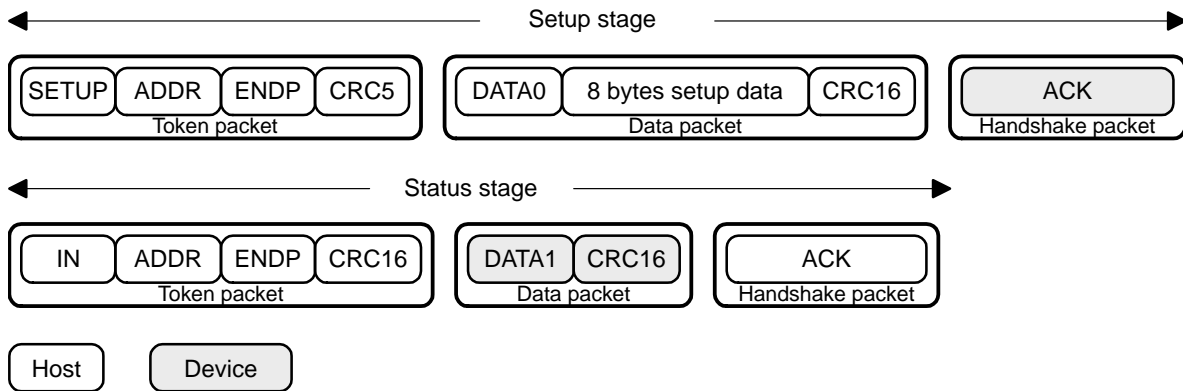 Setup stage
SETUP ADDR ENDP CRC5 DATA0 8 bytes setup data CRC16 ACK
Token packet Data packet Handshake packet
Status stage
IN ADDR ENDP CRC16 DATA1 CRC16 ACK
Token packet Data packet Handshake packet
Host Device